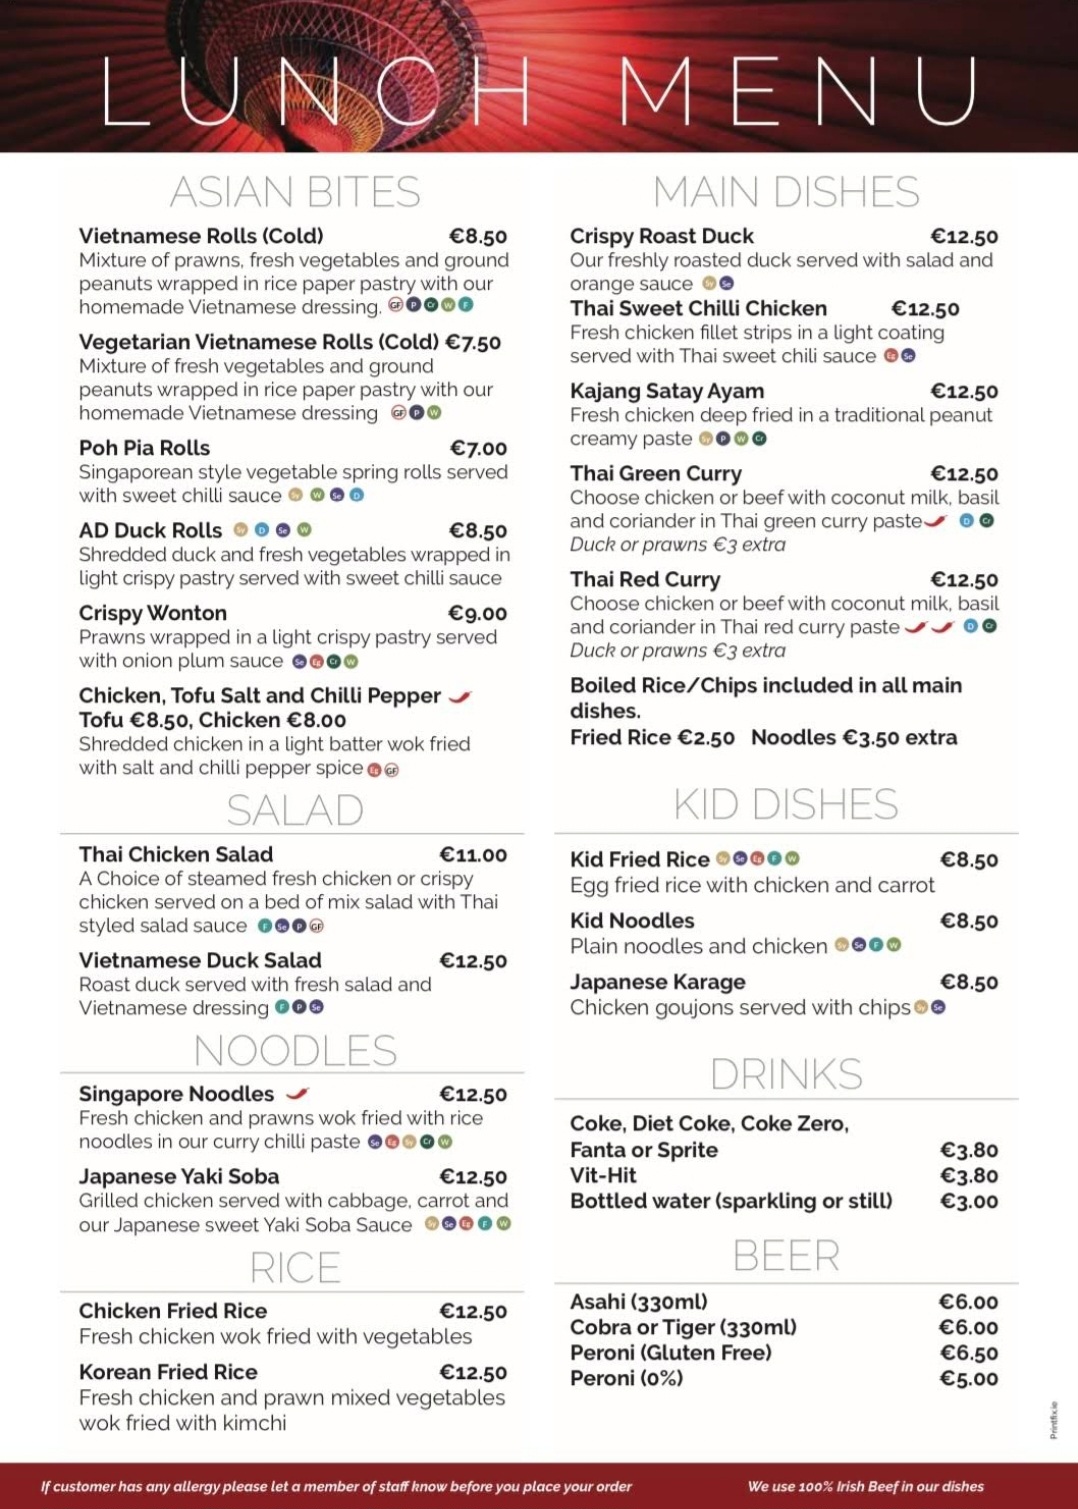 LUNCH MENU
ASIAN BITES
Vietnamese Rolls (Cold) €8.50
Mixture of prawns, fresh vegetables and ground
peanuts wrapped in rice paper pastry with our
homemade Vietnamese dressing. GF P Cr W F
Vegetarian Vietnamese Rolls (Cold) €7.50
Mixture of fresh vegetables and ground
peanuts wrapped in rice paper pastry with our
homemade Vietnamese dressing GF P W
Poh Pia Rolls €7.00
Singaporean style vegetable spring rolls served
with sweet chilli sauce Sy W Se D
AD Duck Rolls Sy D Se W €8.50
Shredded duck and fresh vegetables wrapped in
light crispy pastry served with sweet chilli sauce
Crispy Wonton €9.00
Prawns wrapped in a light crispy pastry served
with onion plum sauce Se Eg Cr W
Chicken, Tofu Salt and Chilli Pepper
Tofu €8.50, Chicken €8.00
Shredded chicken in a light batter wok fried
with salt and chilli pepper spice Eg GF
SALAD
Thai Chicken Salad €11.00
A Choice of steamed fresh chicken or crispy
chicken served on a bed of mix salad with Thai
styled salad sauce F Se P GF
Vietnamese Duck Salad €12.50
Roast duck served with fresh salad and
Vietnamese dressing F P Se
NOODLES
Singapore Noodles €12.50
Fresh chicken and prawns wok fried with rice
noodles in our curry chilli paste Se Eg Sy Cr W
Japanese Yaki Soba €12.50
Grilled chicken served with cabbage, carrot and
our Japanese sweet Yaki Soba Sauce Sy Se Eg F W
RICE
Chicken Fried Rice €12.50
Fresh chicken wok fried with vegetables
Korean Fried Rice €12.50
Fresh chicken and prawn mixed vegetables
wok fried with kimchi
MAIN DISHES
Crispy Roast Duck €12.50
Our freshly roasted duck served with salad and
orange sauce Sy Se
Thai Sweet Chilli Chicken €12.50
Fresh chicken fillet strips in a light coating
served with Thai sweet chili sauce Eg Se
Kajang Satay Ayam €12.50
Fresh chicken deep fried in a traditional peanut
creamy paste Sy P W Cr
Thai Green Curry €12.50
Choose chicken or beef with coconut milk, basil
and coriander in Thai green curry paste D Cr
Duck or prawns €3 extra
Thai Red Curry €12.50
Choose chicken or beef with coconut milk, basil
and coriander in Thai red curry paste D Cr
Duck or prawns €3 extra
Boiled Rice/Chips included in all main
dishes.
Fried Rice €2.50 Noodles €3.50 extra
KID DISHES
Kid Fried Rice Sy Se Eg F W €8.50
Egg fried rice with chicken and carrot
Kid Noodles €8.50
Plain noodles and chicken Sy Se F W
Japanese Karage €8.50
Chicken goujons served with chips Sy Se
DRINKS
Coke, Diet Coke, Coke Zero,
Fanta or Sprite €3.80
Vit-Hit €3.80
Bottled water (sparkling or still) €3.00
BEER
Asahi (330ml) €6.00
Cobra or Tiger (330ml) €6.00
Peroni (Gluten Free) €6.50
Peroni (0%) €5.00
Printfix.ie
If customer has any allergy please let a member of staff know before you place your order
We use 100% Irish Beef in our dishes